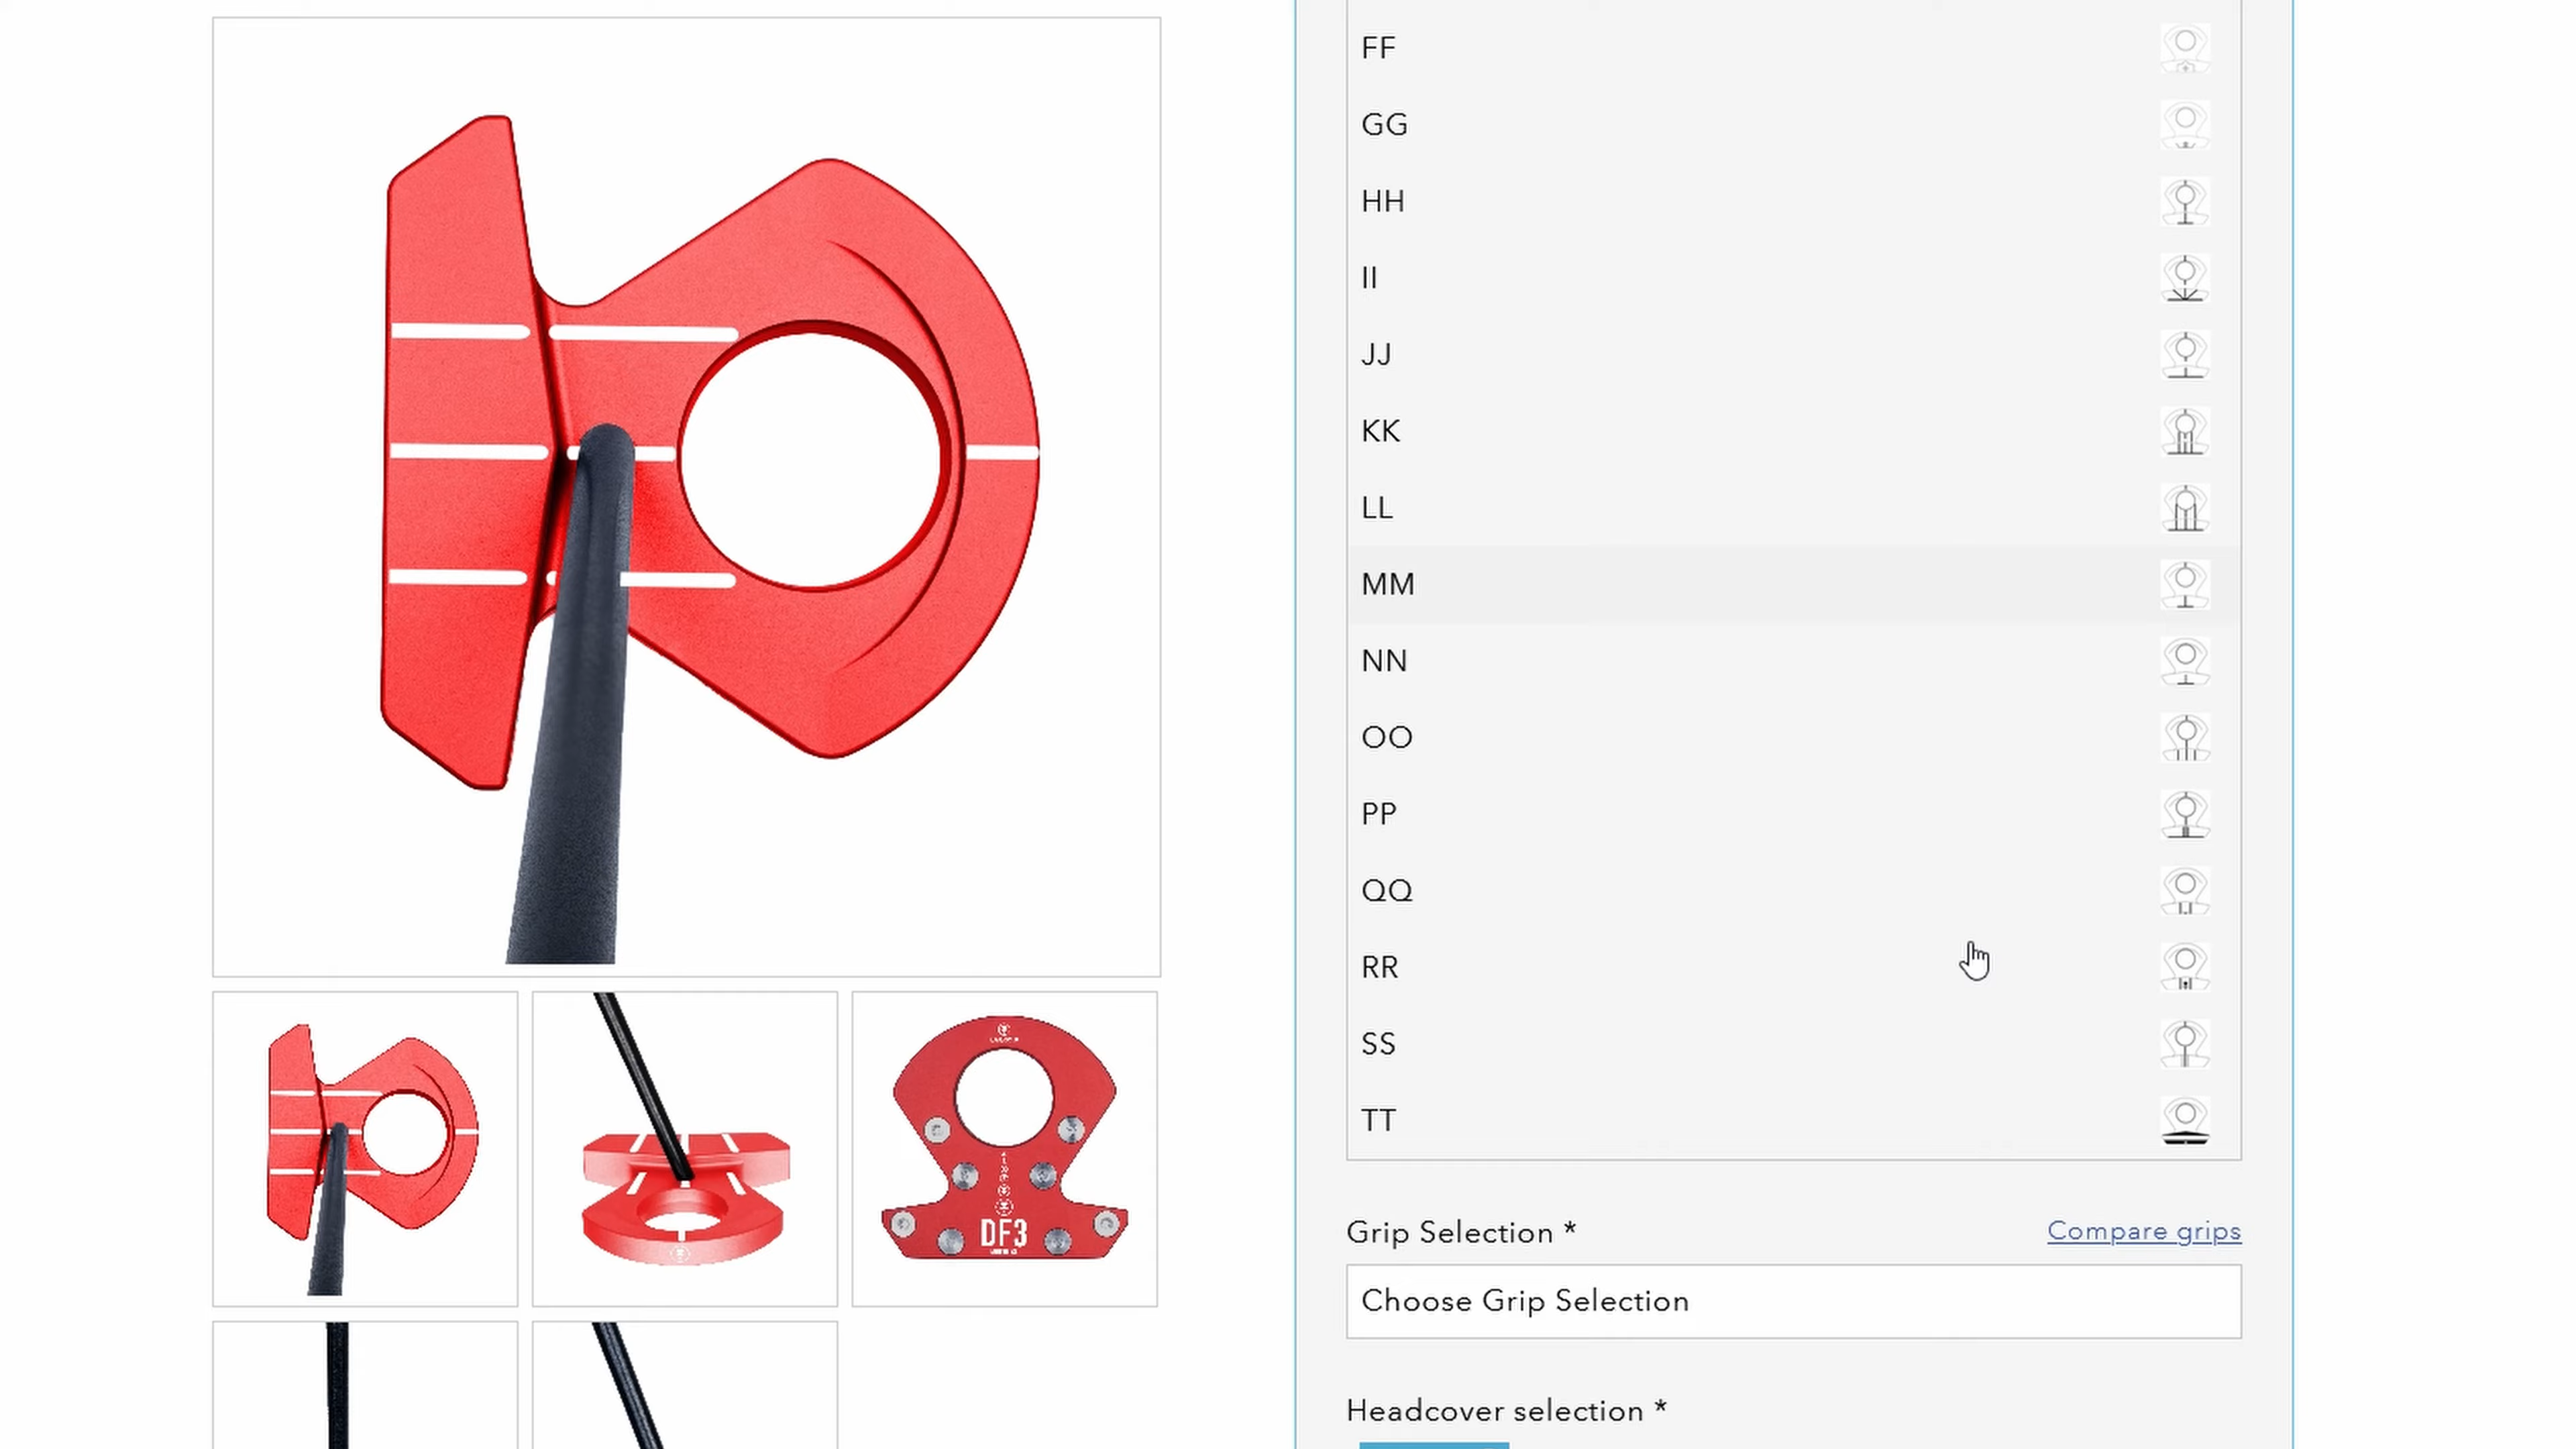 FF
GG
HH
II
JJ
KK
LL
MM
NN
OO
PP
QQ
RR
SS
TT
DF3
Grip Selection *
Compare grips
Choose Grip Selection
Headcover selection *